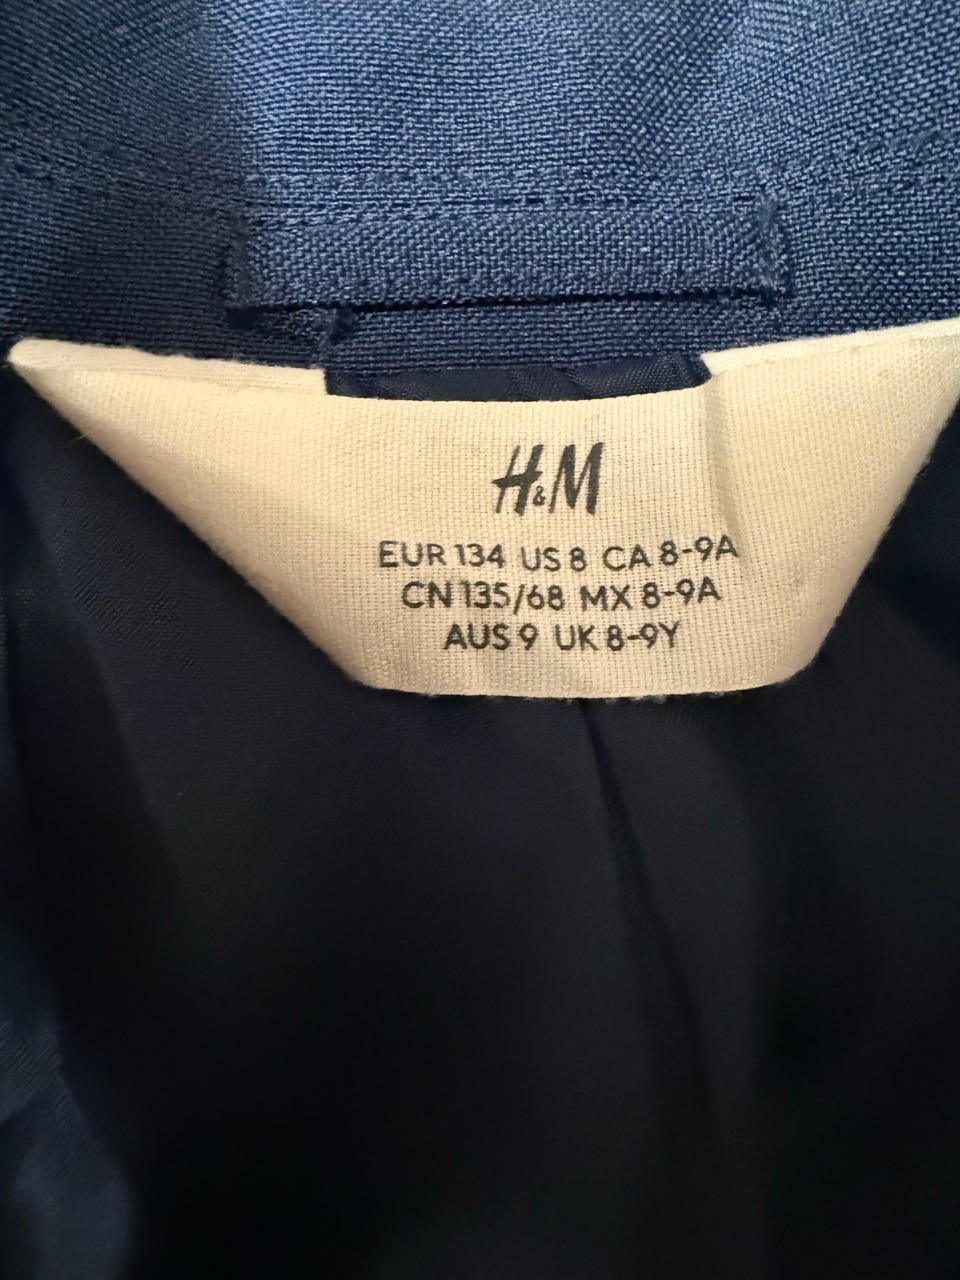 H&M
EUR 134 US 8 CA 8-9A
CN 135/68 MX 8-9A
AUS 9 UK 8-9Y